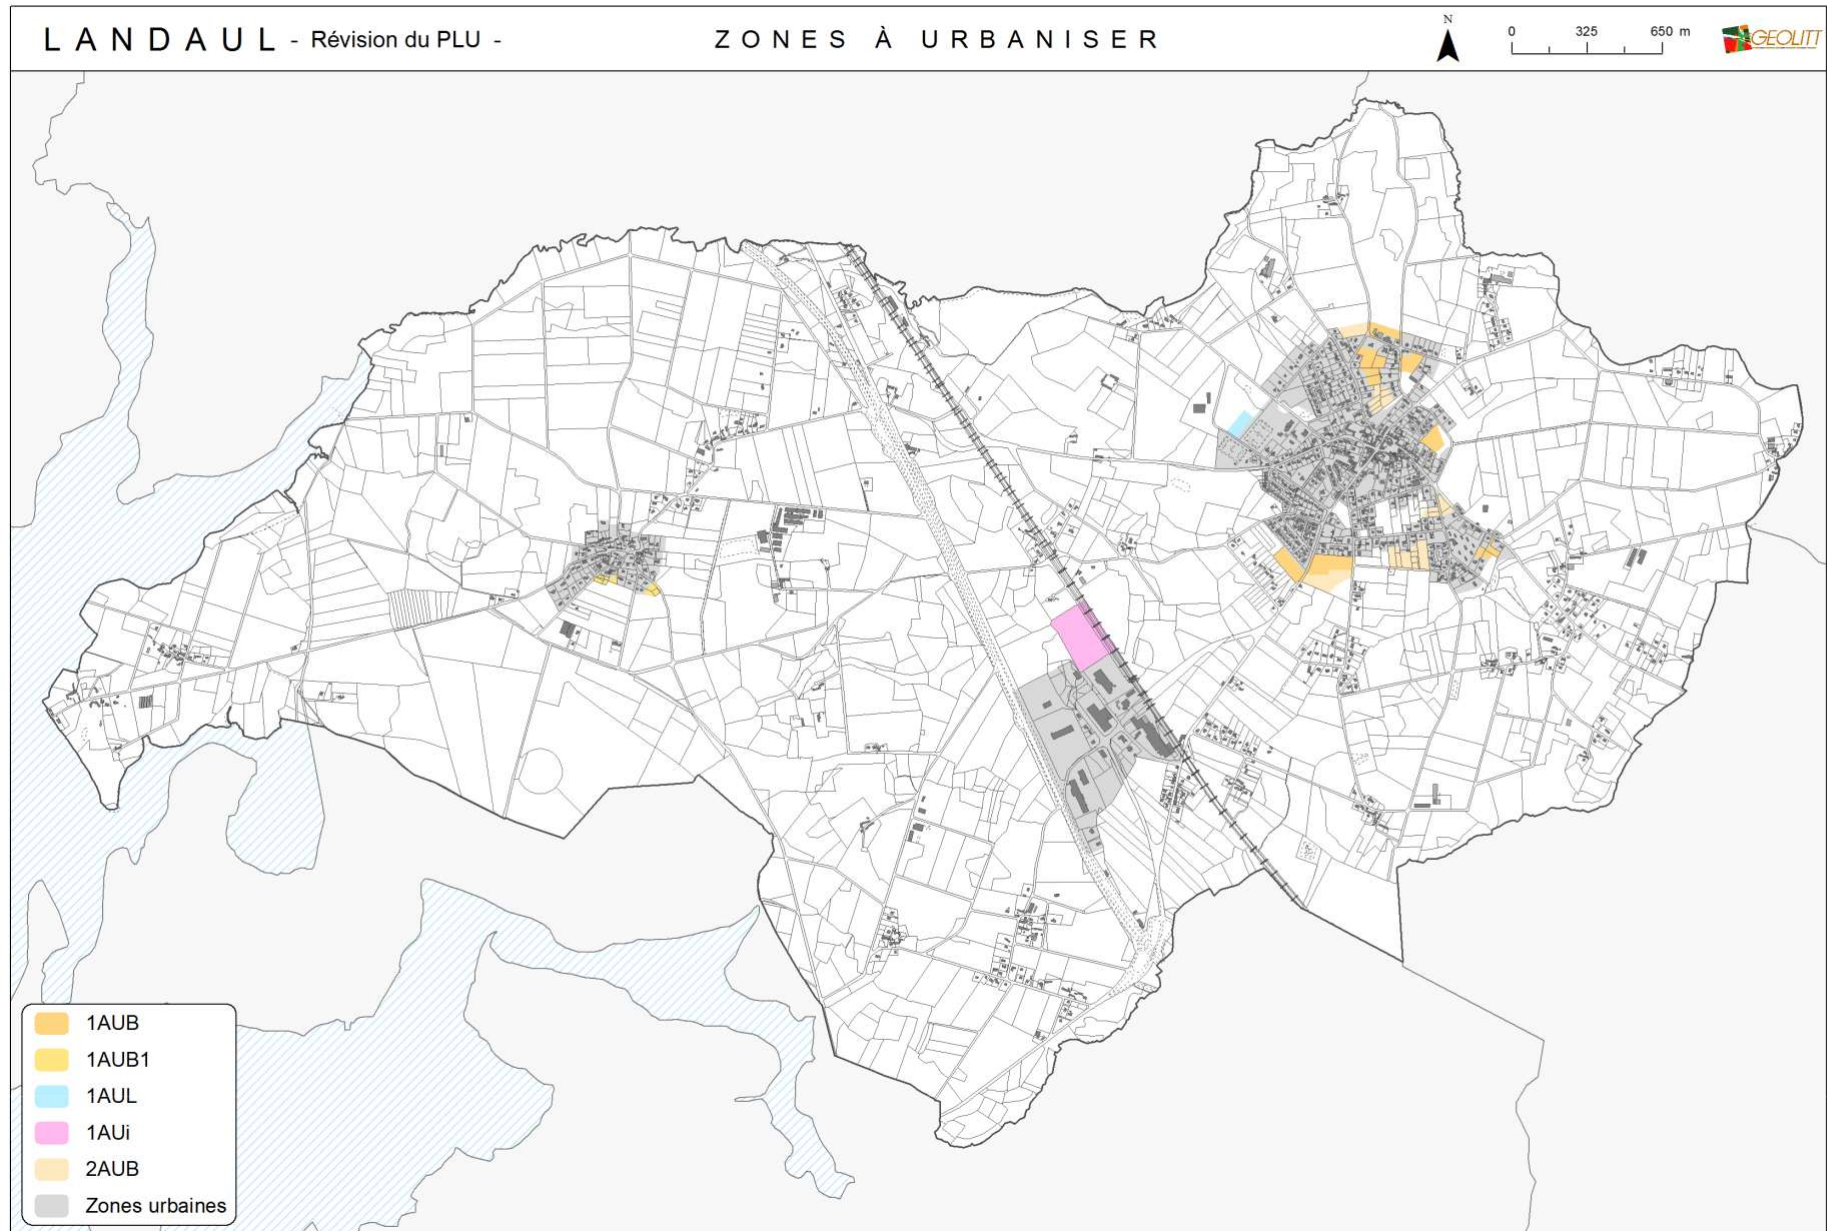 LANDAUL - Révision du PLU -
ZONES À URBANISER
N
0 325 650 m
GEOLITT
1AUB
1AUB1
1AUL
1AUi
2AUB
Zones urbaines